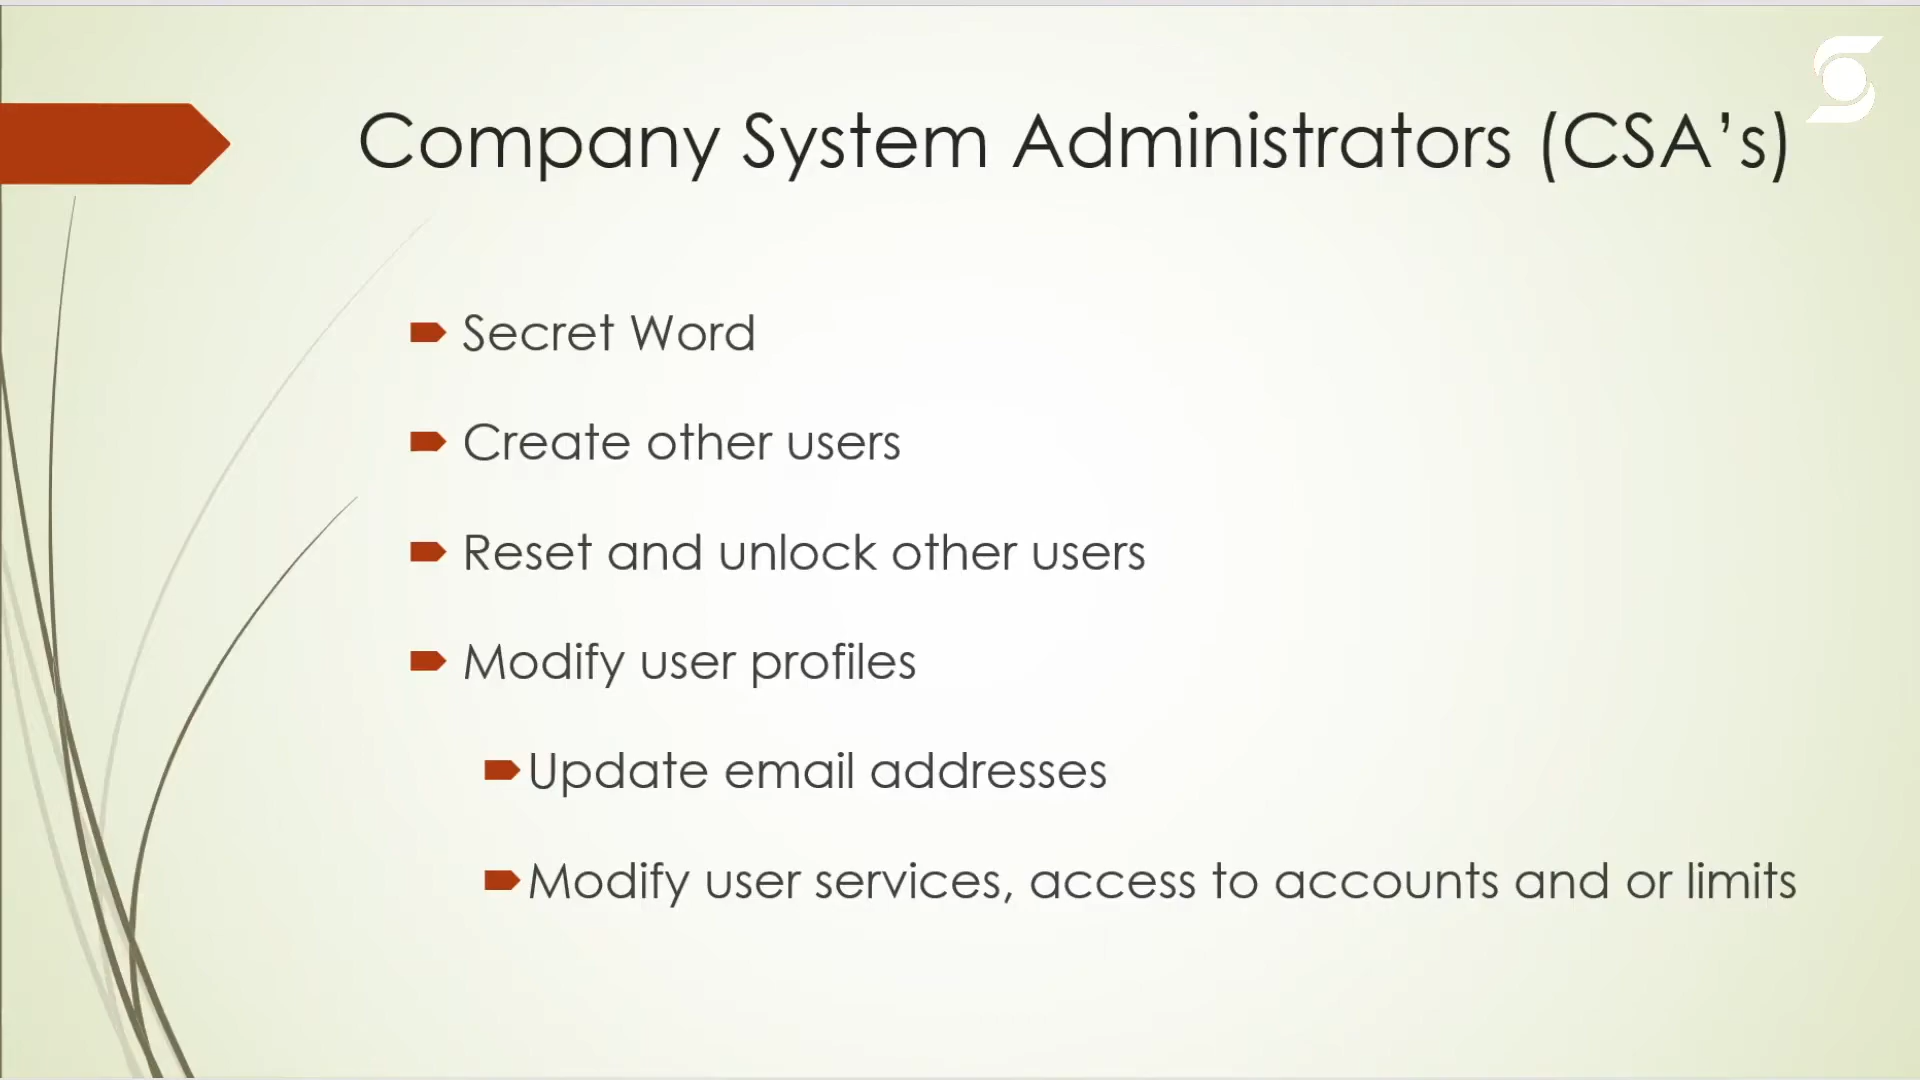 Company System Administrators (CSA’s)
Secret Word
Create other users
Reset and unlock other users
Modify user profiles
Update email addresses
Modify user services, access to accounts and or limits